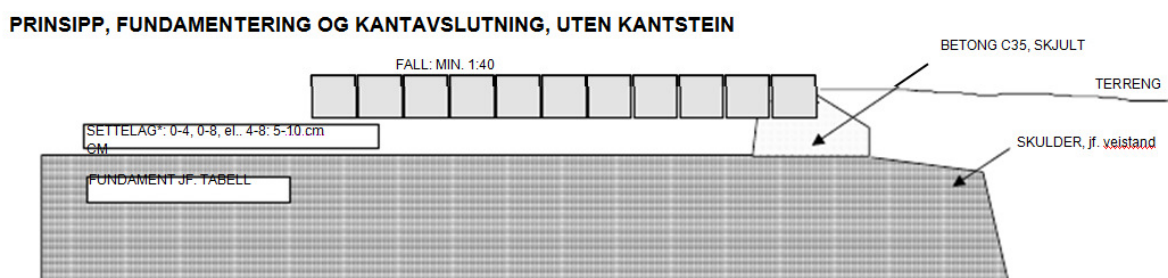 PRINSIPP, FUNDAMENTERING OG KANTAVSLUTNING, UTEN KANTSTEIN
BETONG C35, SKJULT
FALL: MIN. 1:40
TERRENG
SETTELAG*: 0-4, 0-8, el.. 4-8: 5-10 cm
CM
SKULDER, jf. veistand
FUNDAMENT JF. TABELL